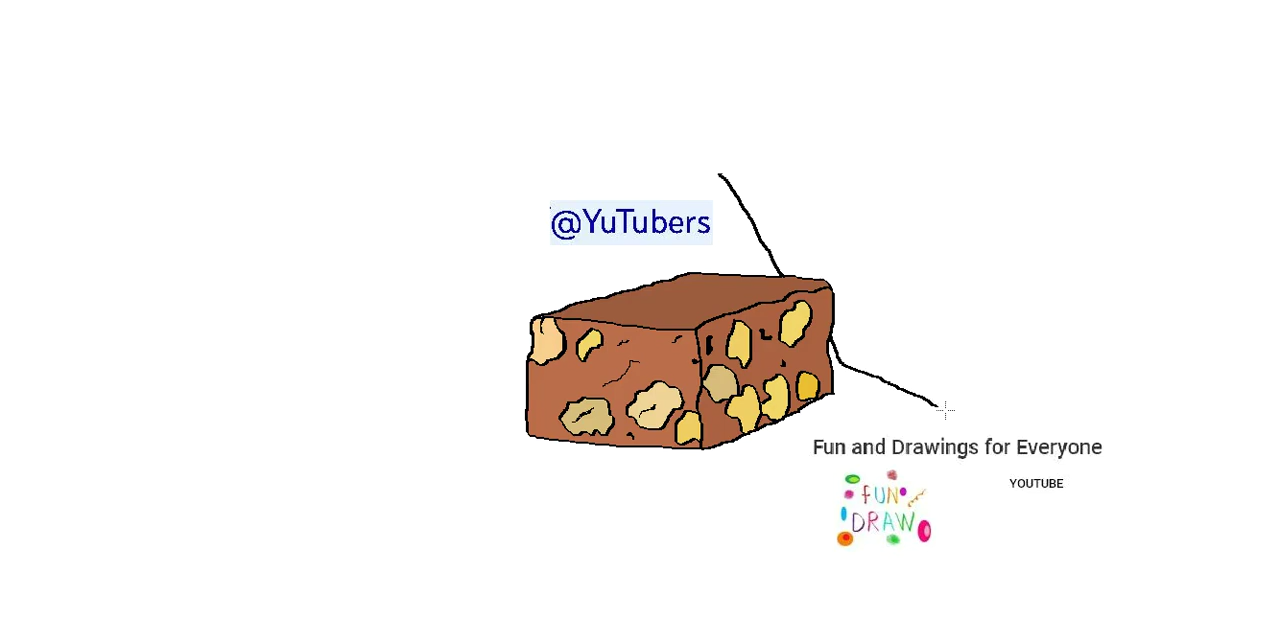 @YuTubers
Fun and Drawings for Everyone
YOUTUBE
FUN
DRAW